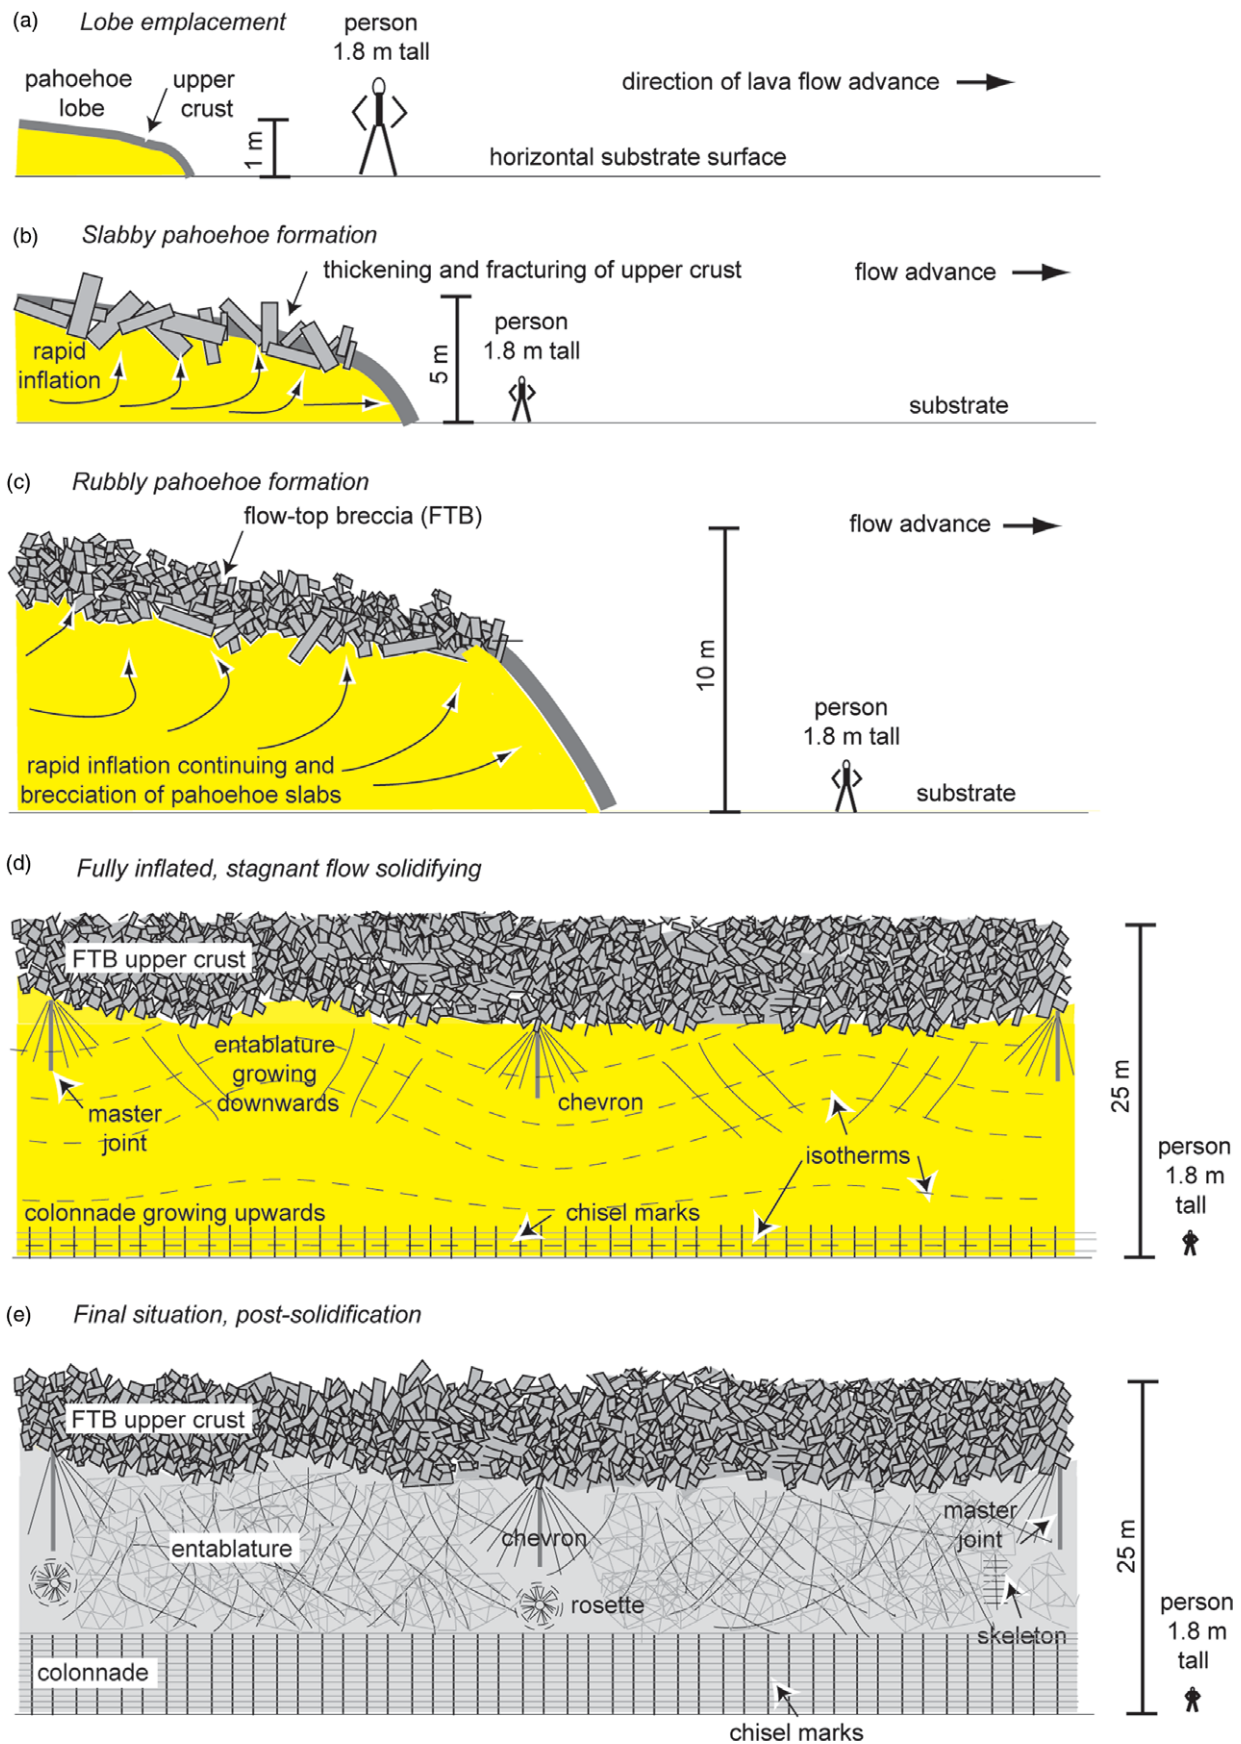 (a) Lobe emplacement
person
1.8 m tall
pahoehoe
lobe
upper
crust
direction of lava flow advance
1 m
horizontal substrate surface
(b) Slabby pahoehoe formation
thickening and fracturing of upper crust
flow advance
person
1.8 m tall
rapid
inflation
5 m
substrate
(c) Rubbly pahoehoe formation
flow-top breccia (FTB)
flow advance
10 m
person
1.8 m tall
rapid inflation continuing and
brecciation of pahoehoe slabs
substrate
(d) Fully inflated, stagnant flow solidifying
FTB upper crust
entablature
growing
downwards
master
joint
chevron
isotherms
25 m
person
1.8 m
tall
colonnade growing upwards
chisel marks
(e) Final situation, post-solidification
FTB upper crust
master
joint
chevron
entablature
25 m
rosette
skeleton
person
1.8 m
tall
colonnade
chisel marks